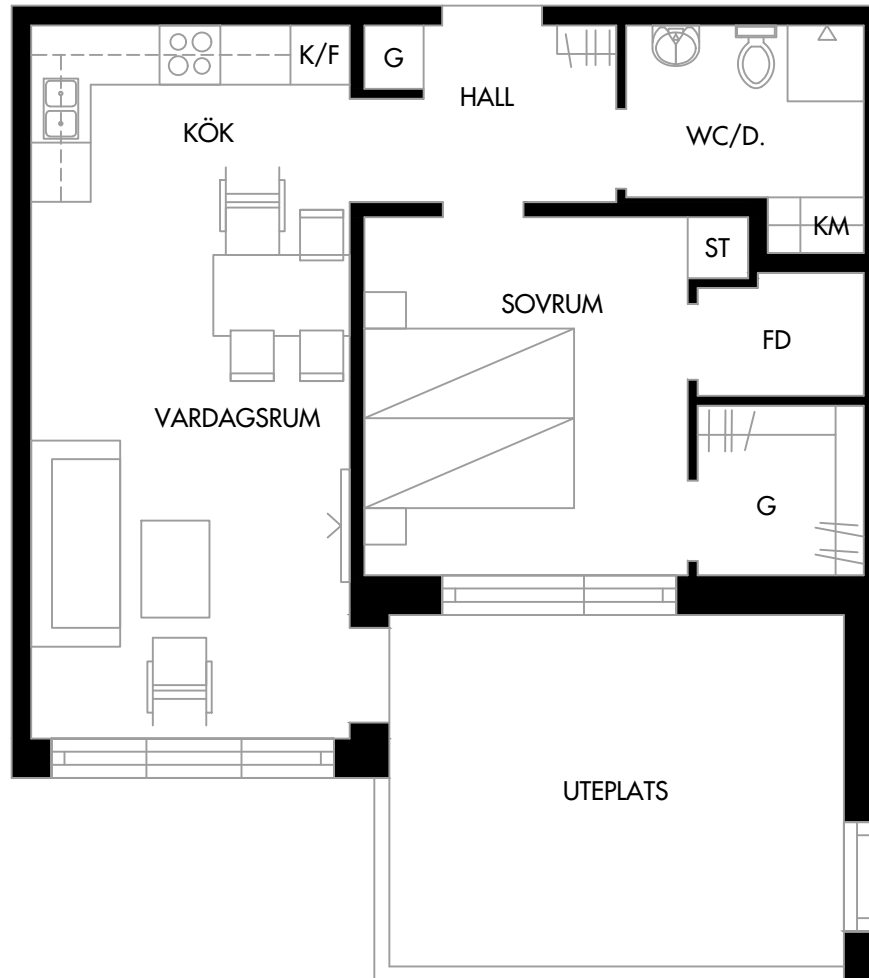 K/F
G
HALL
KÖK
WC/D.
KM
ST
SOVRUM
FD
VARDAGSRUM
G
UTEPLATS